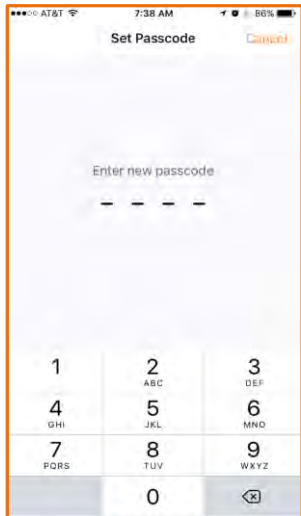 AT&T 7:38 AM 86%
Set Passcode Cancel
Enter new passcode
1 2 3
ABC DEF
4 5 6
GHI JKL MNO
7 8 9
PQRS TUV WXYZ
0